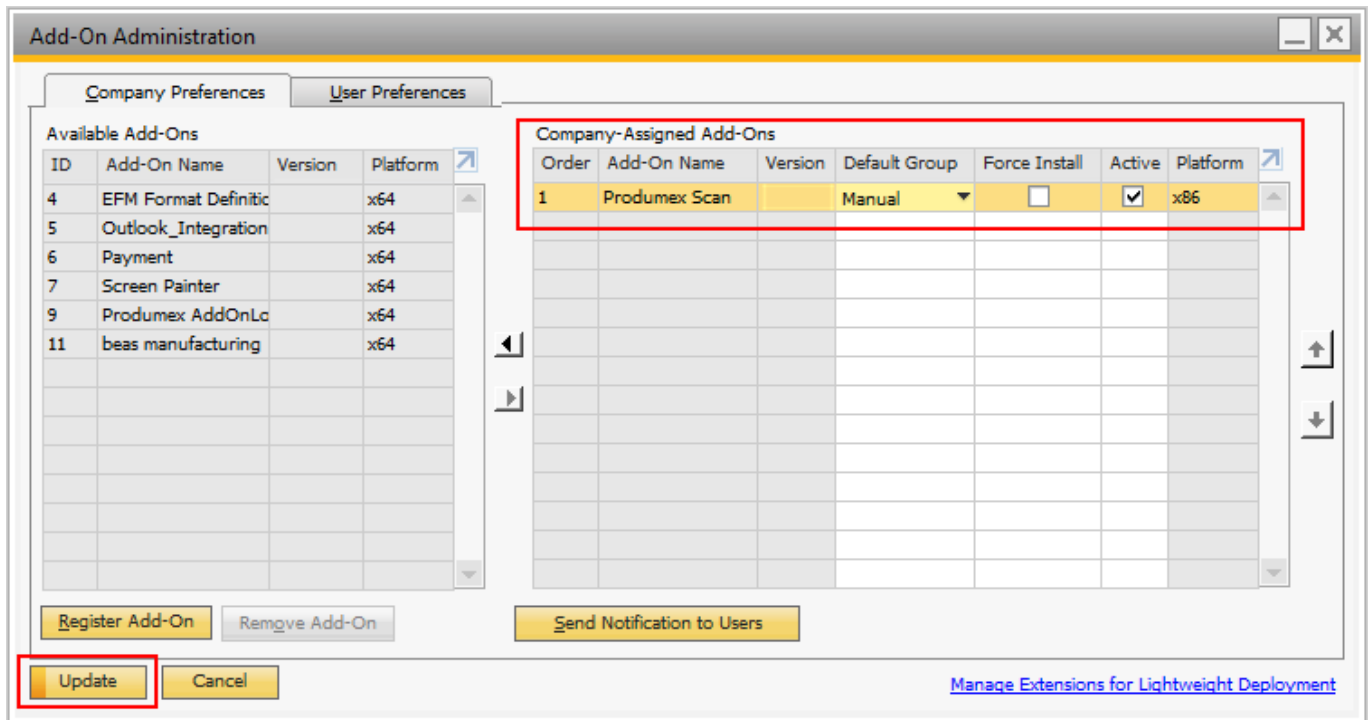 Add-On Administration
Company Preferences User Preferences
Available Add-Ons
ID Add-On Name Version Platform
4 EFM Format Definitic x64
5 Outlook_Integration x64
6 Payment x64
7 Screen Painter x64
9 Produmex AddOnLo x64
11 beas manufacturing x64
Company-Assigned Add-Ons
Order Add-On Name Version Default Group Force Install Active Platform
1 Produmex Scan Manual x86
Register Add-On Remove Add-On Send Notification to Users
Update Cancel Manage Extensions for Lightweight Deployment